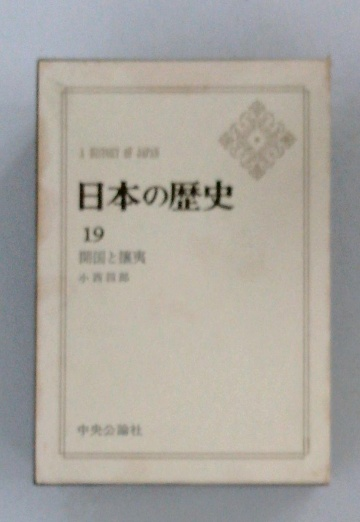 A HISTORY OF JAPAN
日本の歴史
19
開国と攘夷
小西四郎
中央公論社